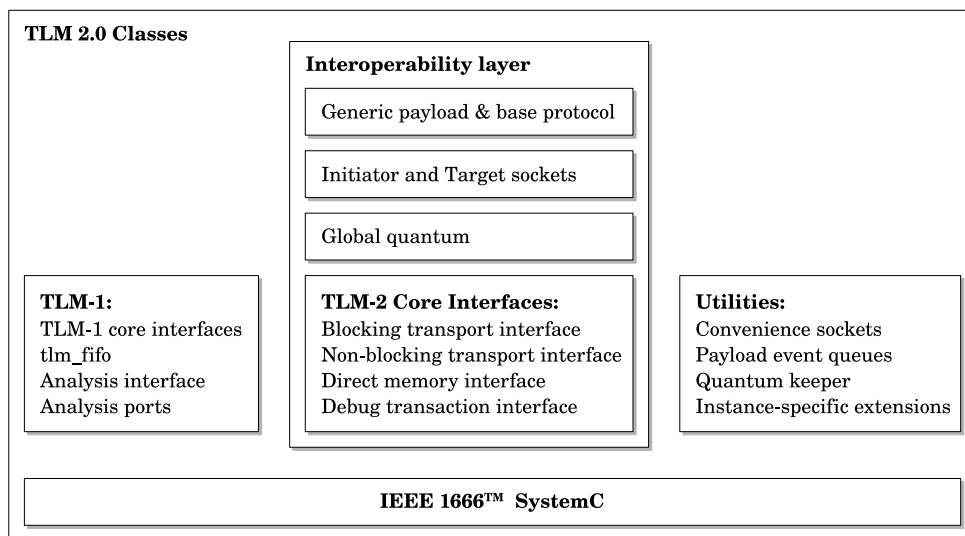 TLM 2.0 Classes
Interoperability layer
Generic payload & base protocol
Initiator and Target sockets
Global quantum
TLM-1:
TLM-1 core interfaces
tlm_fifo
Analysis interface
Analysis ports
TLM-2 Core Interfaces:
Blocking transport interface
Non-blocking transport interface
Direct memory interface
Debug transaction interface
Utilities:
Convenience sockets
Payload event queues
Quantum keeper
Instance-specific extensions
IEEE 1666™ SystemC